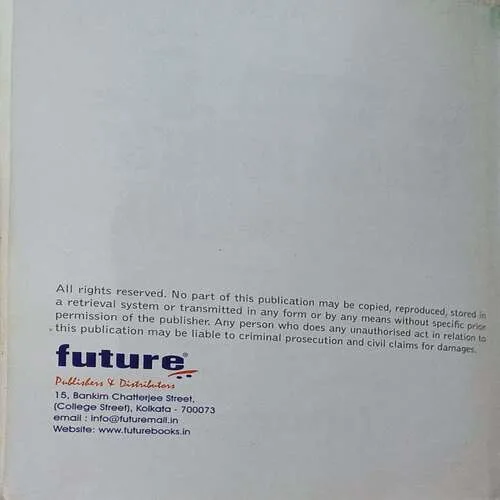 All rights reserved. No part of this publication may be copied, reproduced, stored in
a retrieval system or transmitted in any form or by any means without specific prior
permission of the publisher. Any person who does any unauthorised act in relation to
this publication may be liable to criminal prosecution and civil claims for damages.
future®
Publishers & Distributors
15, Bankim Chatterjee Street,
(College Street), Kolkata - 700073
email : info@futuremail.in
Website: www.futurebooks.in